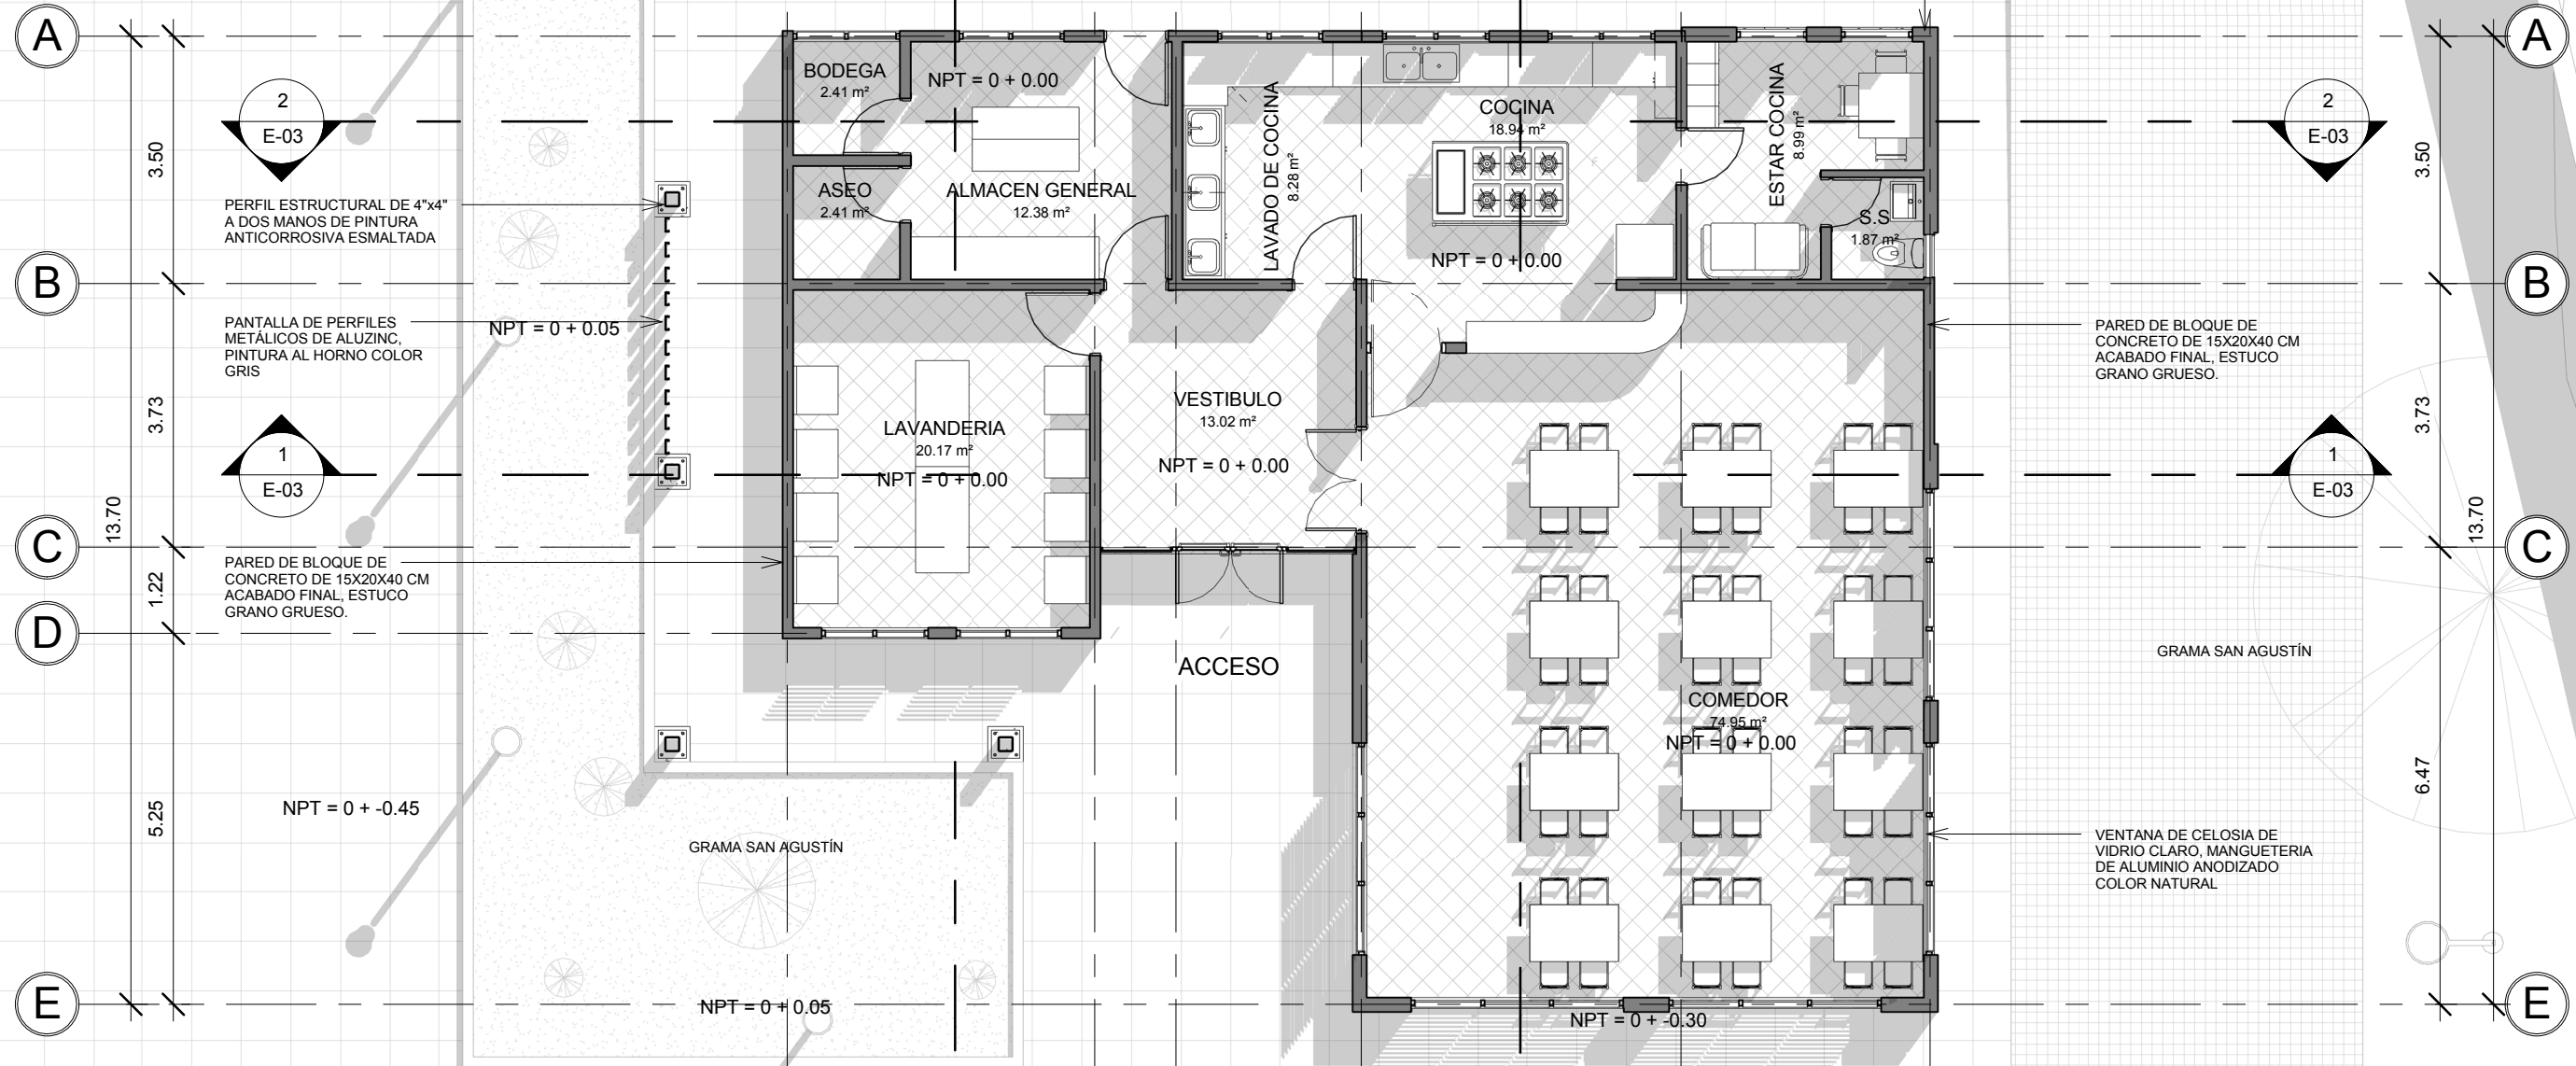 A
A
BODEGA
2.41 m²
NPT = 0 + 0.00
2
E-03
3.50
PERFIL ESTRUCTURAL DE 4"x4"
A DOS MANOS DE PINTURA
ANTICORROSIVA ESMALTADA
ASEO
2.41 m²
ALMACEN GENERAL
12.38 m²
LAVADO DE COCINA
8.28 m²
COCINA
18.94 m²
NPT = 0 + 0.00
ESTAR COCINA
8.99 m²
S.S
1.87 m²
2
E-03
3.50
B
B
PANTALLA DE PERFILES
METÁLICOS DE ALUZINC,
PINTURA AL HORNO COLOR
GRIS
NPT = 0 + 0.05
PARED DE BLOQUE DE
CONCRETO DE 15X20X40 CM
ACABADO FINAL, ESTUCO
GRANO GRUESO.
3.73
3.73
VESTIBULO
13.02 m²
NPT = 0 + 0.00
LAVANDERIA
20.17 m²
NPT = 0 + 0.00
1
E-03
1
E-03
13.70
13.70
C
C
PARED DE BLOQUE DE
CONCRETO DE 15X20X40 CM
ACABADO FINAL, ESTUCO
GRANO GRUESO.
1.22
D
ACCESO
GRAMA SAN AGUSTÍN
COMEDOR
74.95 m²
NPT = 0 + 0.00
6.47
NPT = 0 + -0.45
5.25
GRAMA SAN AGUSTÍN
VENTANA DE CELOSIA DE
VIDRIO CLARO, MANGUETERIA
DE ALUMINIO ANODIZADO
COLOR NATURAL
E
E
NPT = 0 + 0.05
NPT = 0 + -0.30